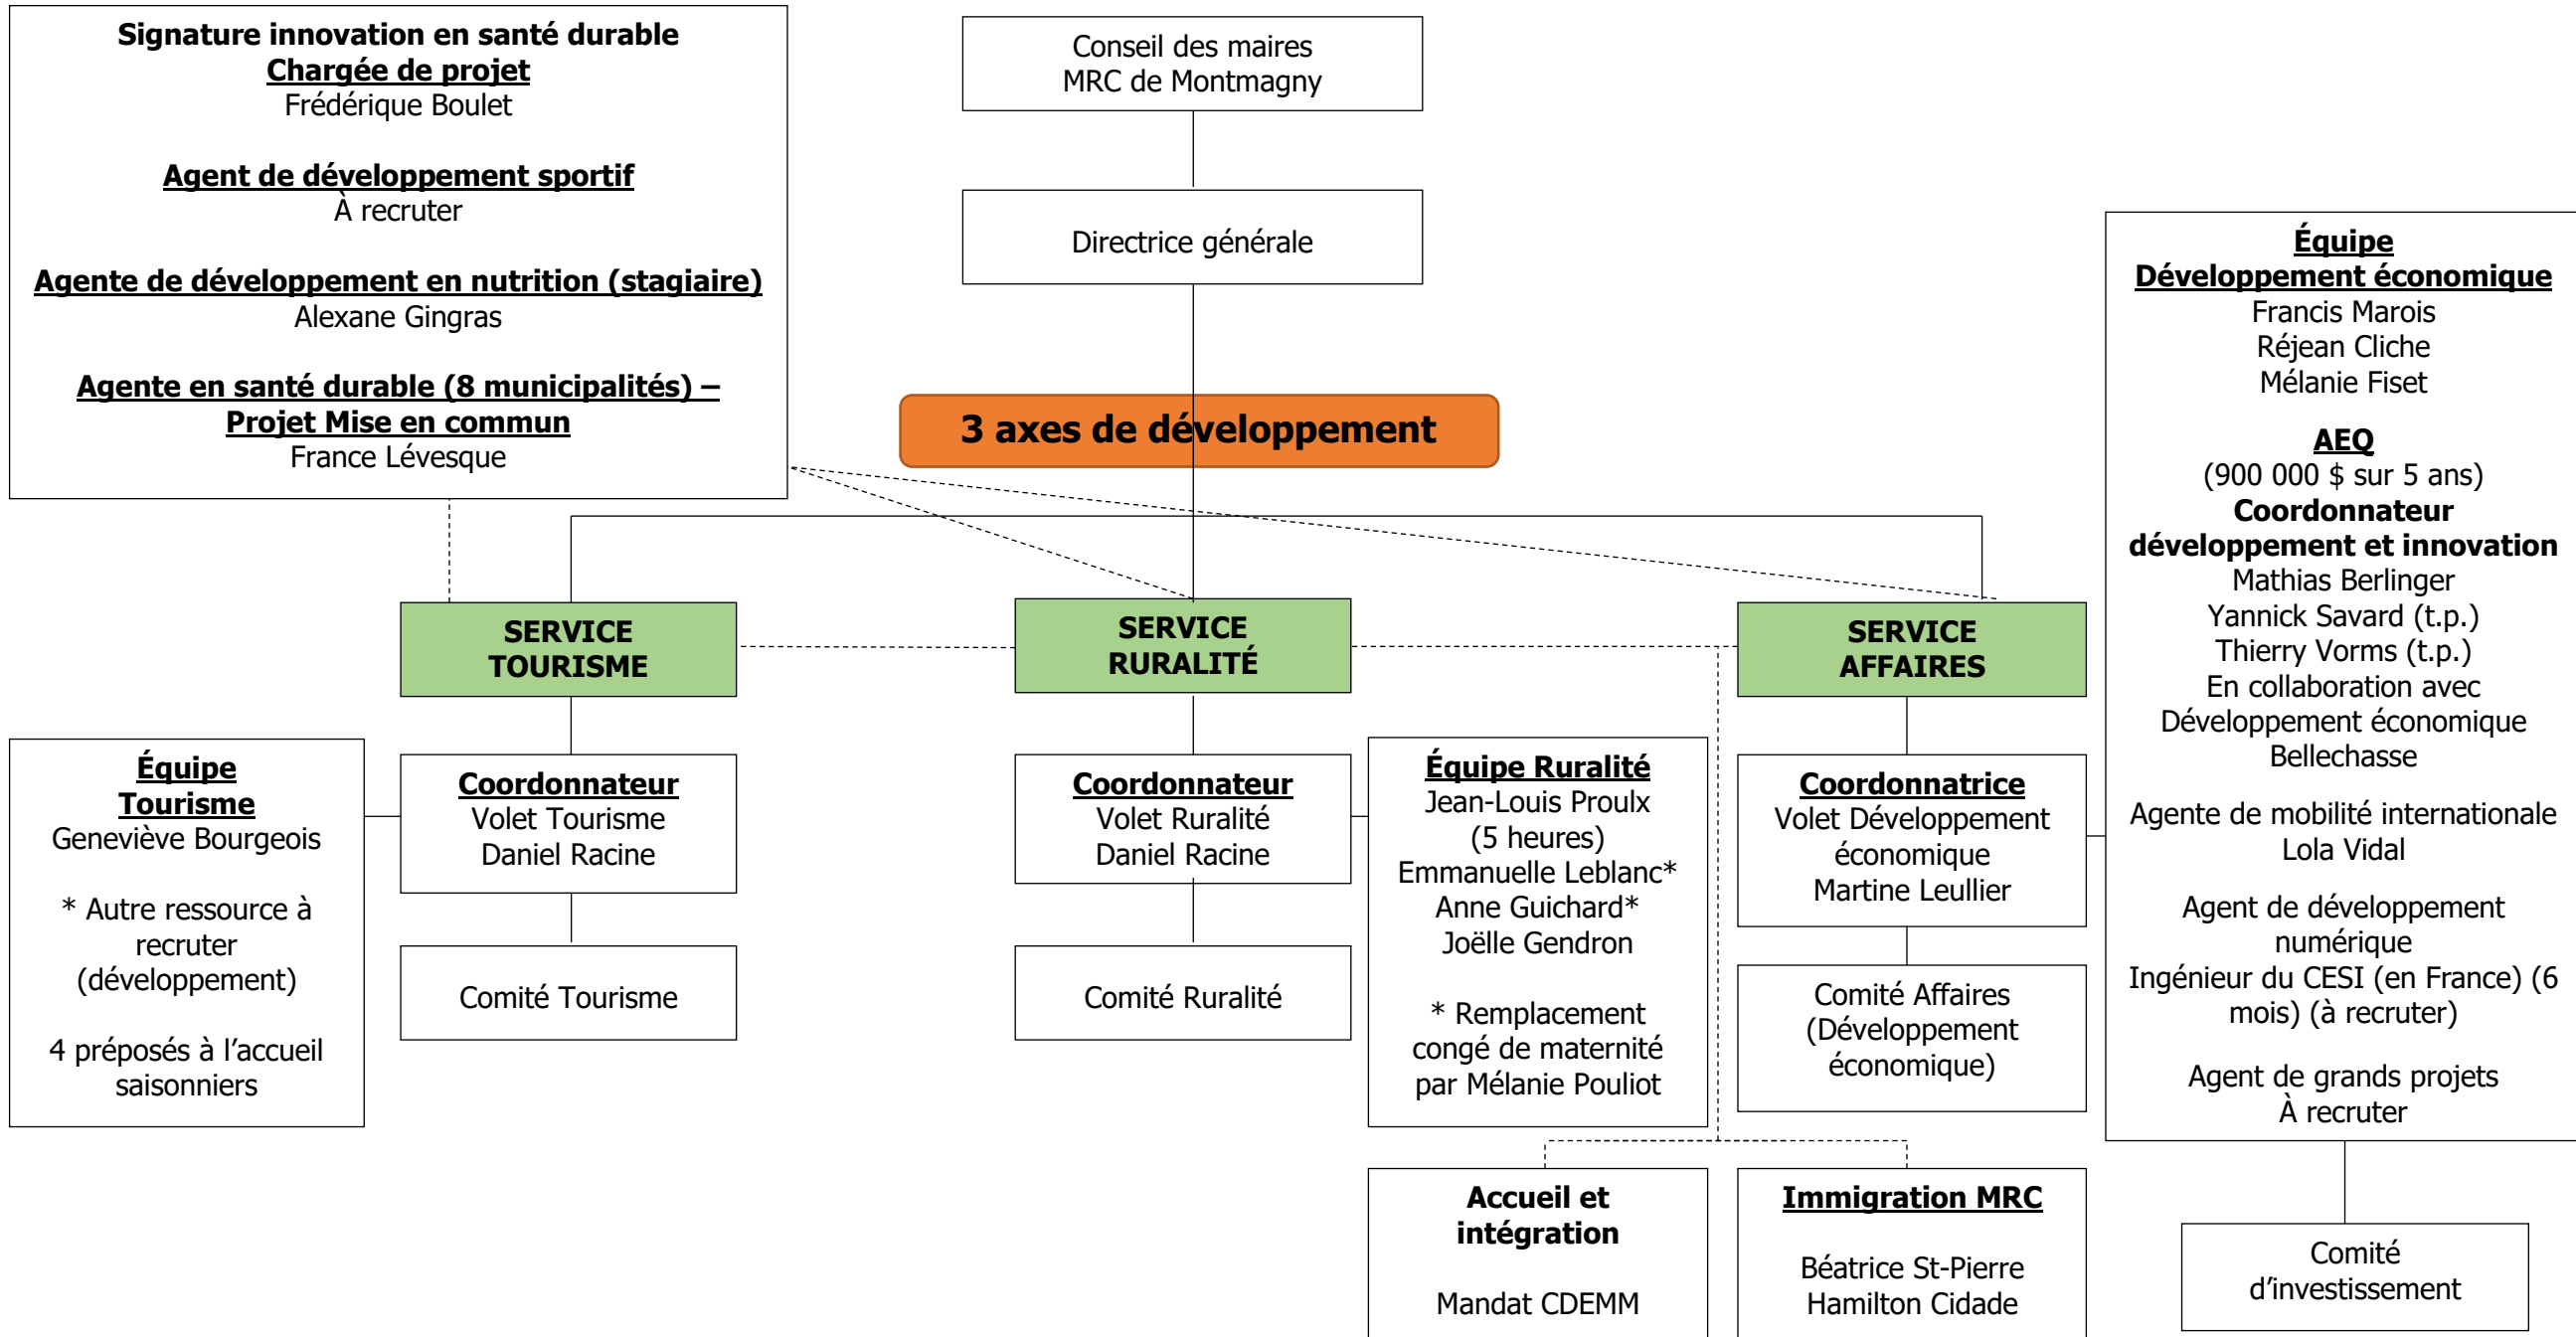 Signature innovation en santé durable
Chargée de projet
Frédérique Boulet
Agent de développement sportif
À recruter
Agente de développement en nutrition (stagiaire)
Alexane Gingras
Agente en santé durable (8 municipalités) –
Projet Mise en commun
France Lévesque
Conseil des maires
MRC de Montmagny
Directrice générale
3 axes de développement
SERVICE
TOURISME
SERVICE
RURALITÉ
SERVICE
AFFAIRES
Équipe
Tourisme
Geneviève Bourgeois
* Autre ressource à
recruter
(développement)
4 préposés à l’accueil
saisonniers
Coordonnateur
Volet Tourisme
Daniel Racine
Comité Tourisme
Coordonnateur
Volet Ruralité
Daniel Racine
Comité Ruralité
Équipe Ruralité
Jean-Louis Proulx
(5 heures)
Emmanuelle Leblanc*
Anne Guichard*
Joëlle Gendron
* Remplacement
congé de maternité
par Mélanie Pouliot
Coordonnatrice
Volet Développement
économique
Martine Leullier
Comité Affaires
(Développement
économique)
Équipe
Développement économique
Francis Marois
Réjean Cliche
Mélanie Fiset
AEQ
(900 000 $ sur 5 ans)
Coordonnateur
développement et innovation
Mathias Berlinger
Yannick Savard (t.p.)
Thierry Vorms (t.p.)
En collaboration avec
Développement économique
Bellechasse
Agente de mobilité internationale
Lola Vidal
Agent de développement
numérique
Ingénieur du CESI (en France) (6
mois) (à recruter)
Agent de grands projets
À recruter
Accueil et
intégration
Mandat CDEMM
Immigration MRC
Béatrice St-Pierre
Hamilton Cidade
Comité
d’investissement